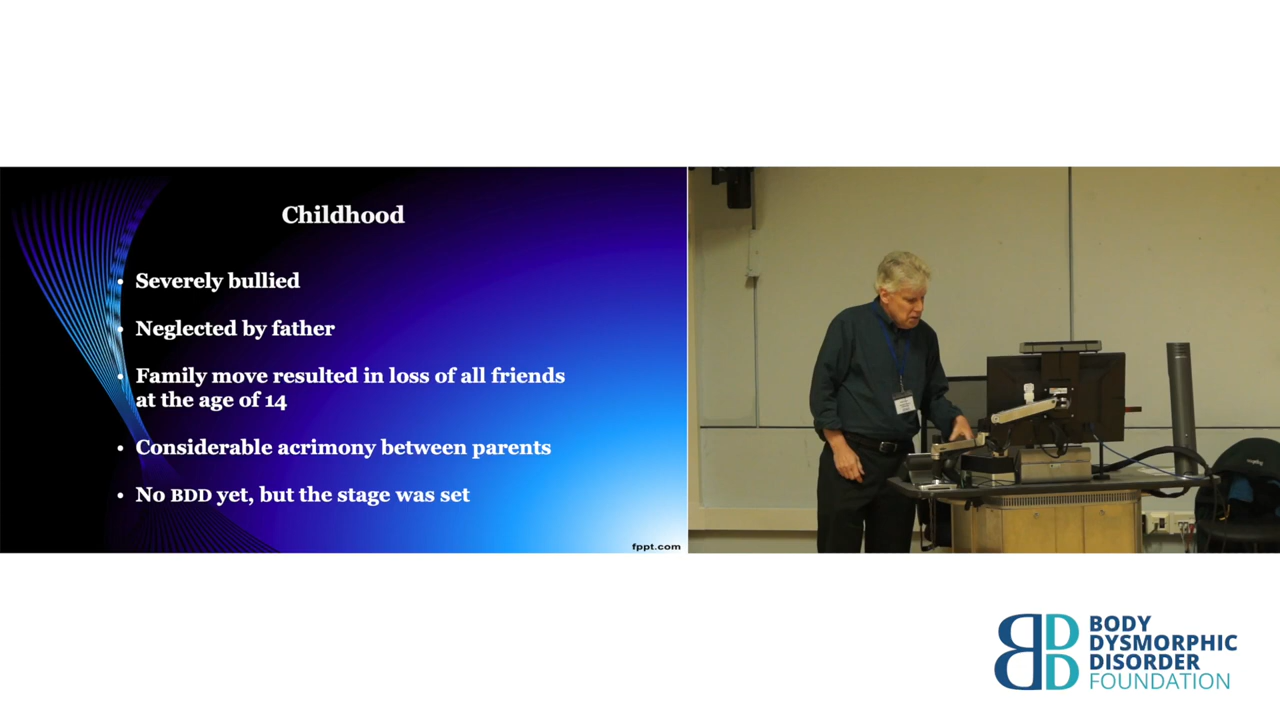 Childhood
• Severely bullied
• Neglected by father
• Family move resulted in loss of all friends
at the age of 14
• Considerable acrimony between parents
• No BDD yet, but the stage was set
fppt.com
BODY
DYSMORPHIC
DISORDER
FOUNDATION